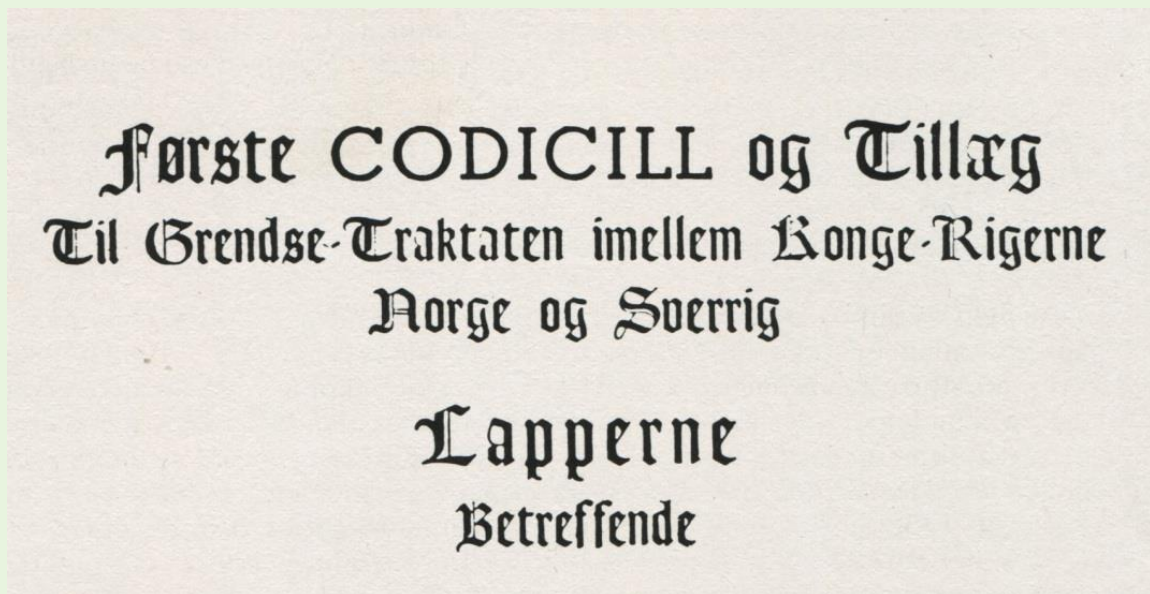 Første CODICILL og Tillæg
Til Grendse-Traktaten imellem Konge-Rigerne
Norge og Sverrig
Lapperne
Betreffende